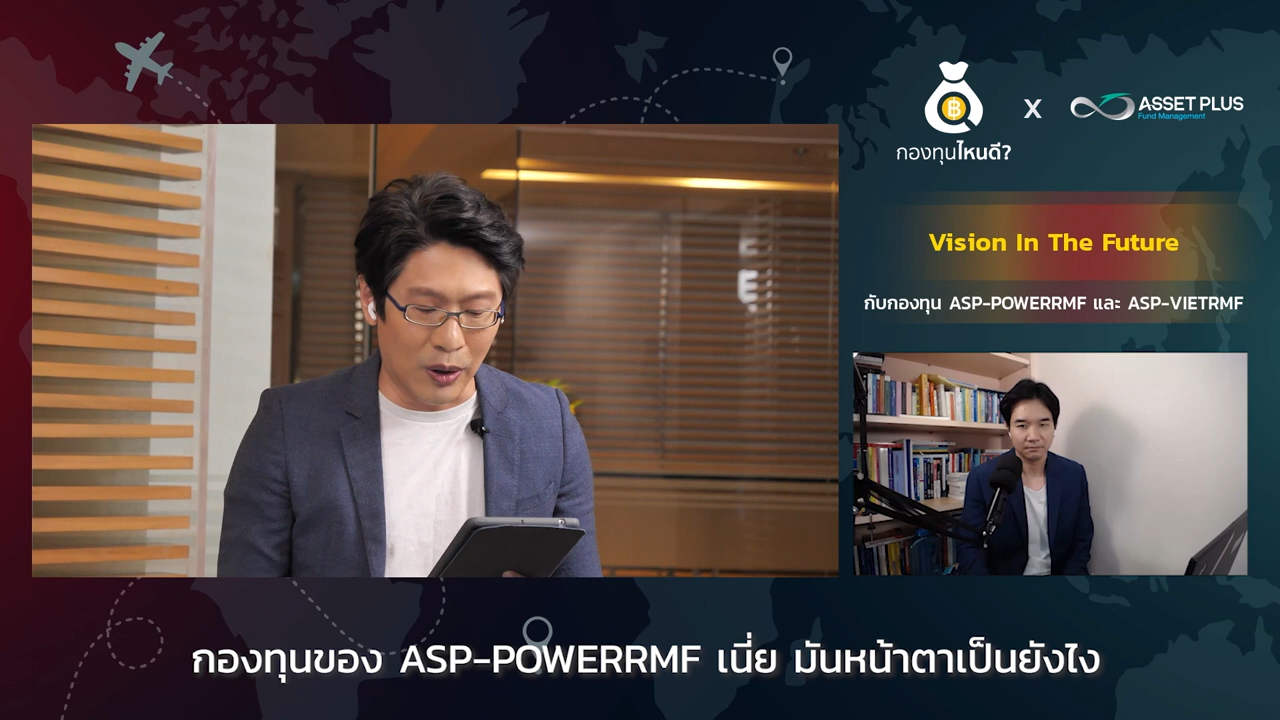 กองทุนไหนดี?
X
ASSET PLUS
Fund Management
Vision In The Future
กับกองทุน ASP-POWERRMF และ ASP-VIETRMF
กองทุนของ ASP-POWERRMF เนี่ย มันหน้าตาเป็นยังไง